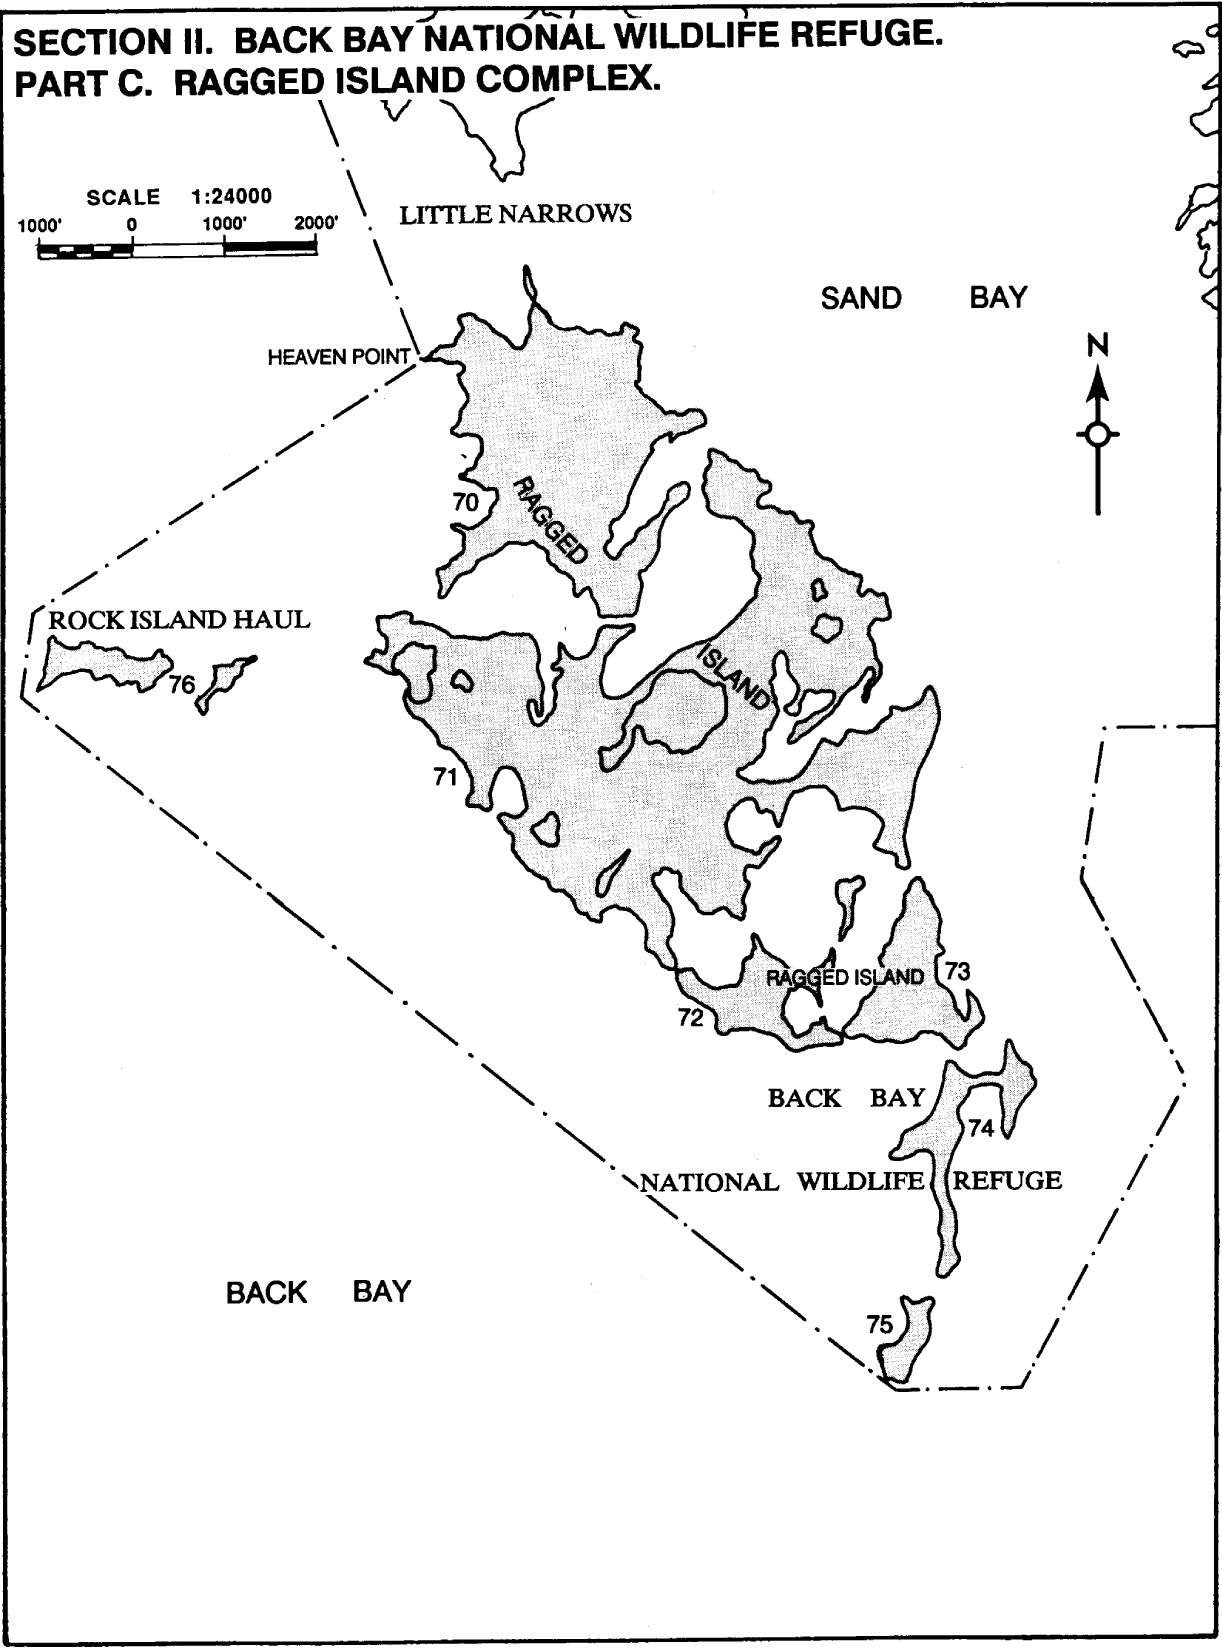 SECTION II. BACK BAY NATIONAL WILDLIFE REFUGE.
PART C. RAGGED ISLAND COMPLEX.
SCALE 1:24000
1000' 0 1000' 2000'
LITTLE NARROWS
SAND BAY
N
HEAVEN POINT
70
RAGGED
ISLAND
ROCK ISLAND HAUL
76
71
RAGGED ISLAND
73
72
BACK BAY
74
NATIONAL WILDLIFE REFUGE
BACK BAY
75